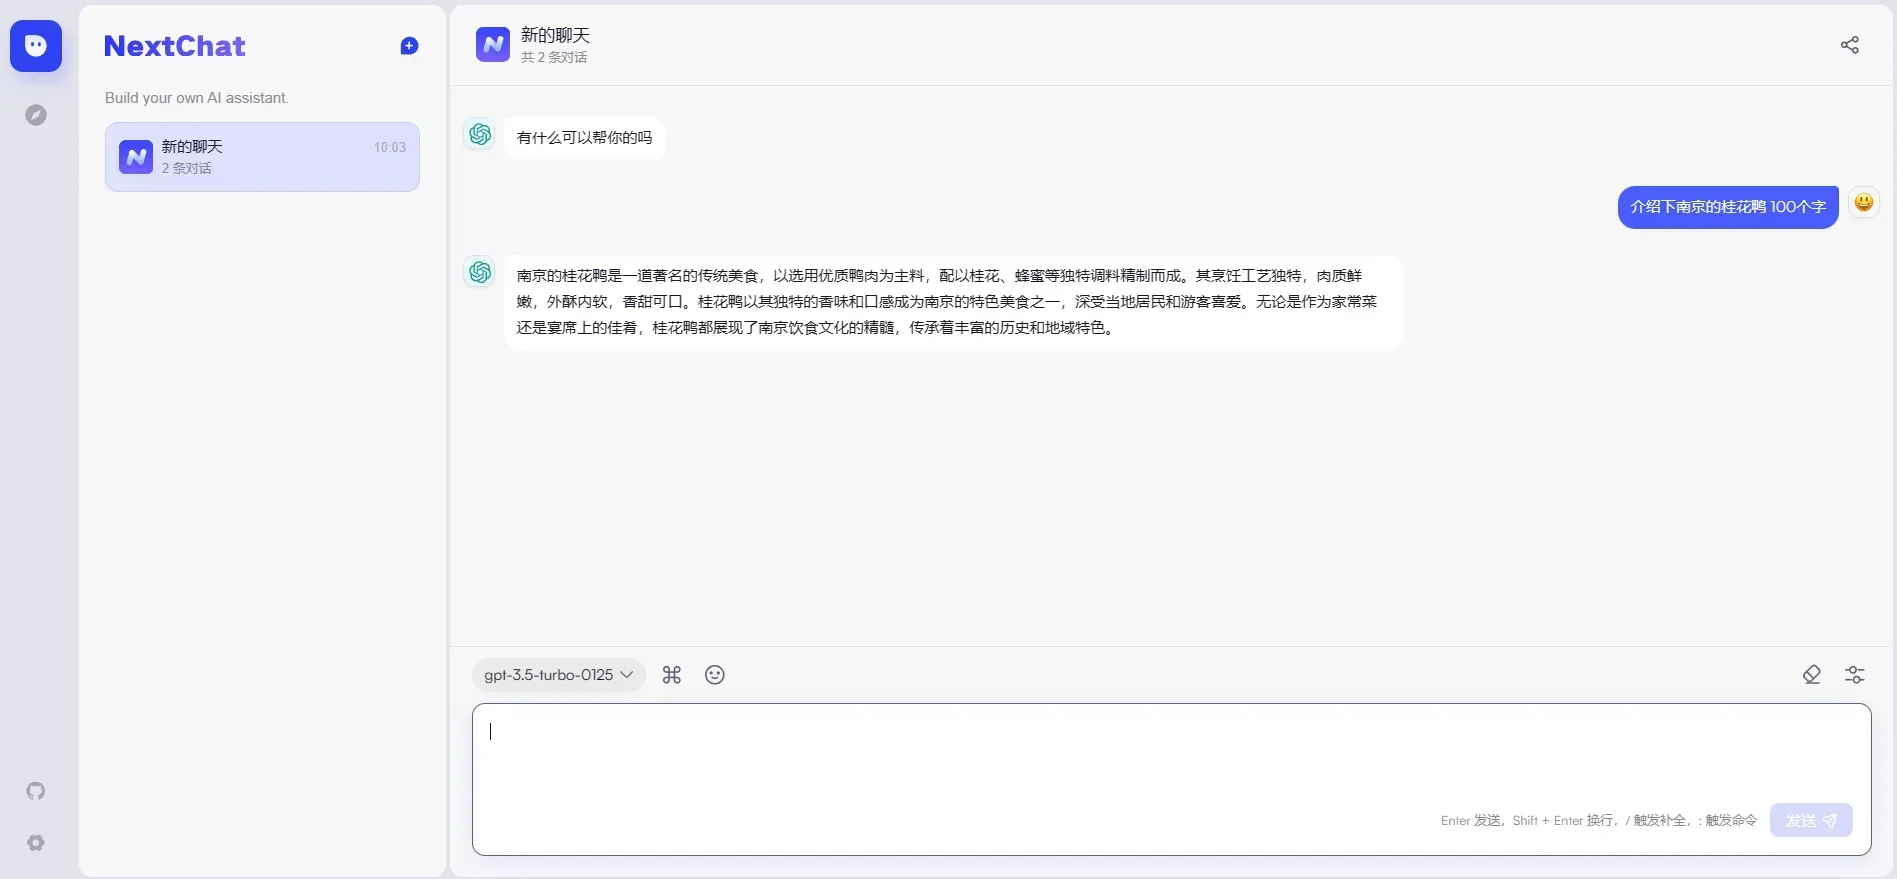 NextChat
Build your own AI assistant.
新的聊天
10:03
2 条对话
新的聊天
共 2 条对话
有什么可以帮你的吗
介绍下南京的桂花鸭 100个字
南京的桂花鸭是一道著名的传统美食，以选用优质鸭肉为主料，配以桂花、蜂蜜等独特调料精制而成。其烹饪工艺独特，肉质鲜
嫩，外酥内软，香甜可口。桂花鸭以其独特的香味和口感成为南京的特色美食之一，深受当地居民和游客喜爱。无论是作为家常菜
还是宴席上的佳肴，桂花鸭都展现了南京饮食文化的精髓，传承着丰富的历史和地域特色。
gpt-3.5-turbo-0125
Enter 发送，Shift + Enter 换行，/ 触发补全，: 触发命令
发送